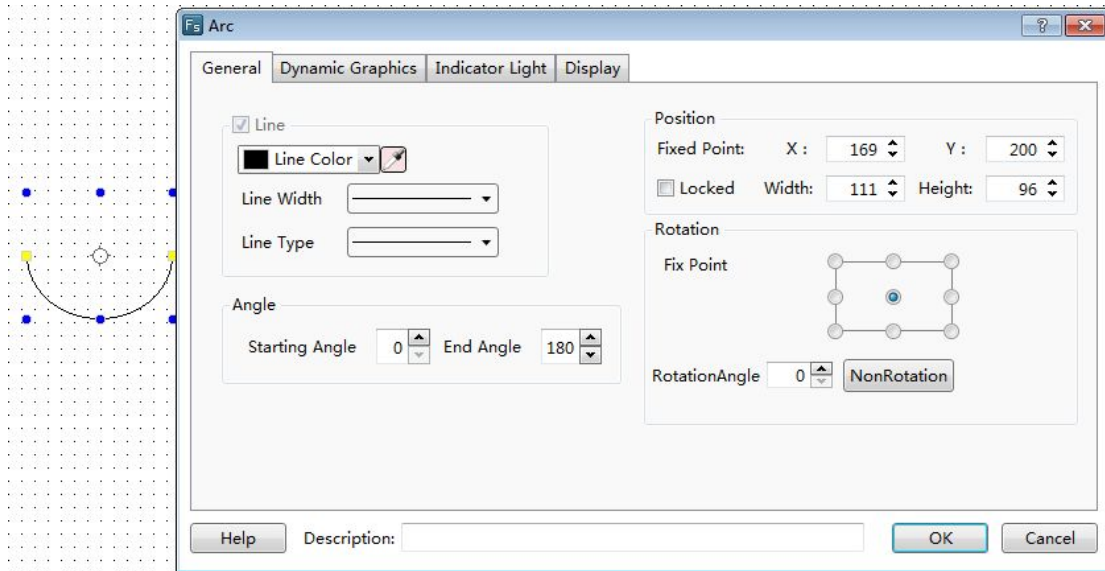 Fs Arc
General Dynamic Graphics Indicator Light Display
Line
Line Color
Line Width
Line Type
Angle
Starting Angle 0 End Angle 180
Position
Fixed Point: X : 169 Y : 200
Locked Width: 111 Height: 96
Rotation
Fix Point
RotationAngle 0 NonRotation
Help Description: OK Cancel